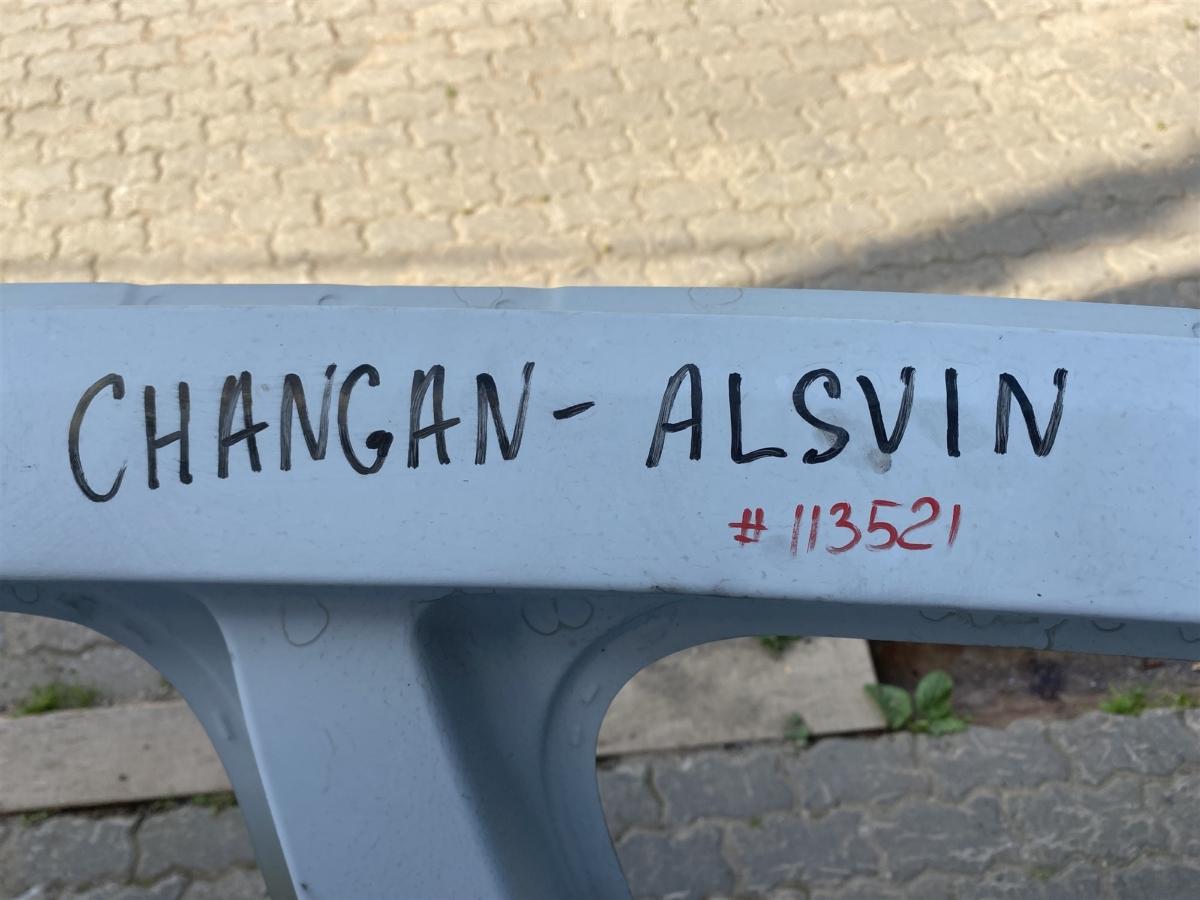 CHANGAN - ALSVIN
# 113521